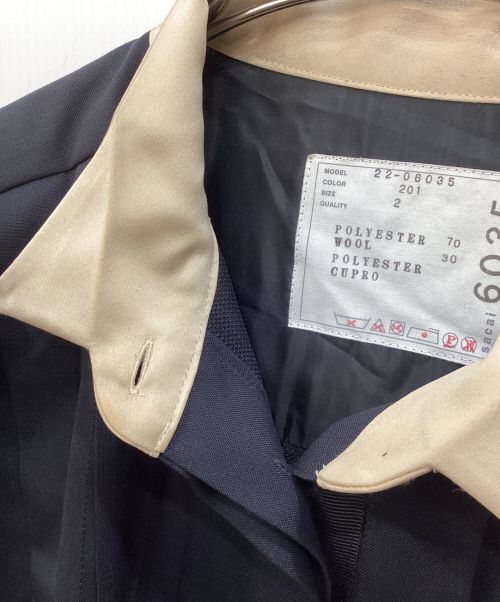 MODEL 22-06035
COLOR 201
SIZE 2
QUALITY
POLYESTER 70
WOOL 30
POLYESTER
CUPRO
P W
sacai 6035